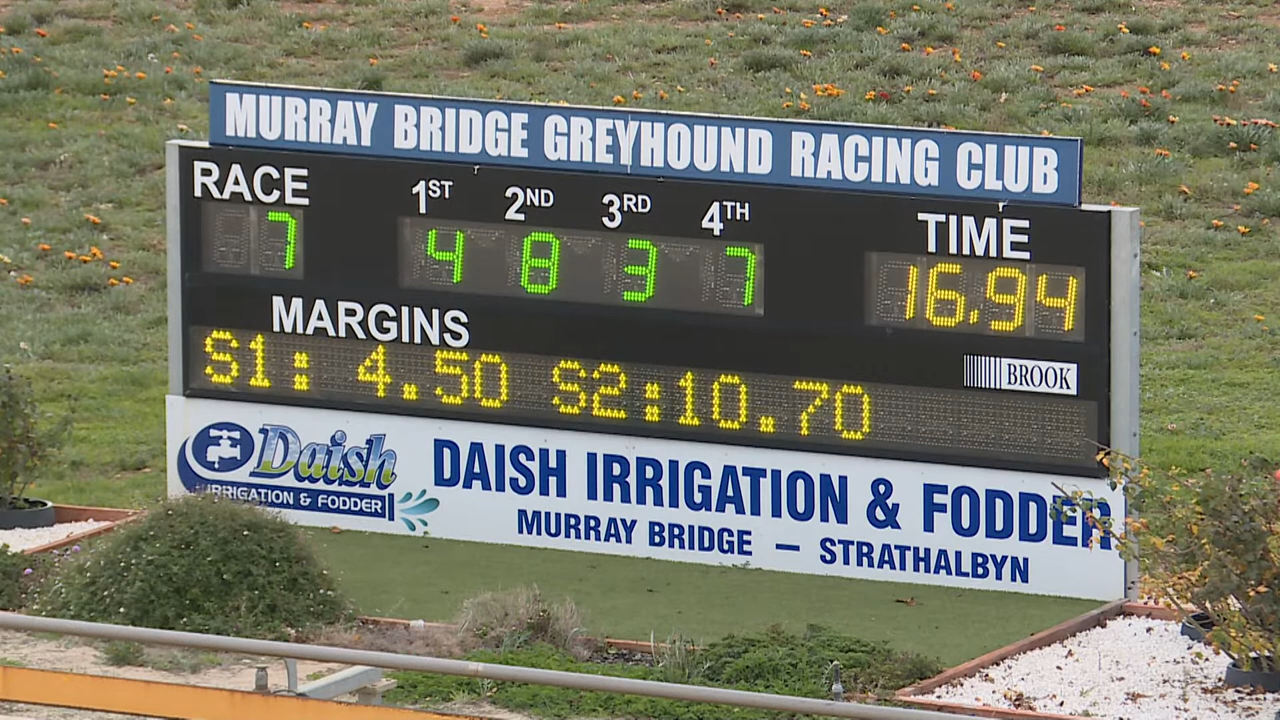 MURRAY BRIDGE GREYHOUND RACING CLUB
RACE 1ST 2ND 3RD 4TH TIME
7 4 8 3 7 16.94
MARGINS
BROOK
S1: 4.50 S2:10.70
Daish
IRRIGATION & FODDER
DAISH IRRIGATION & FODDER
MURRAY BRIDGE — STRATHALBYN